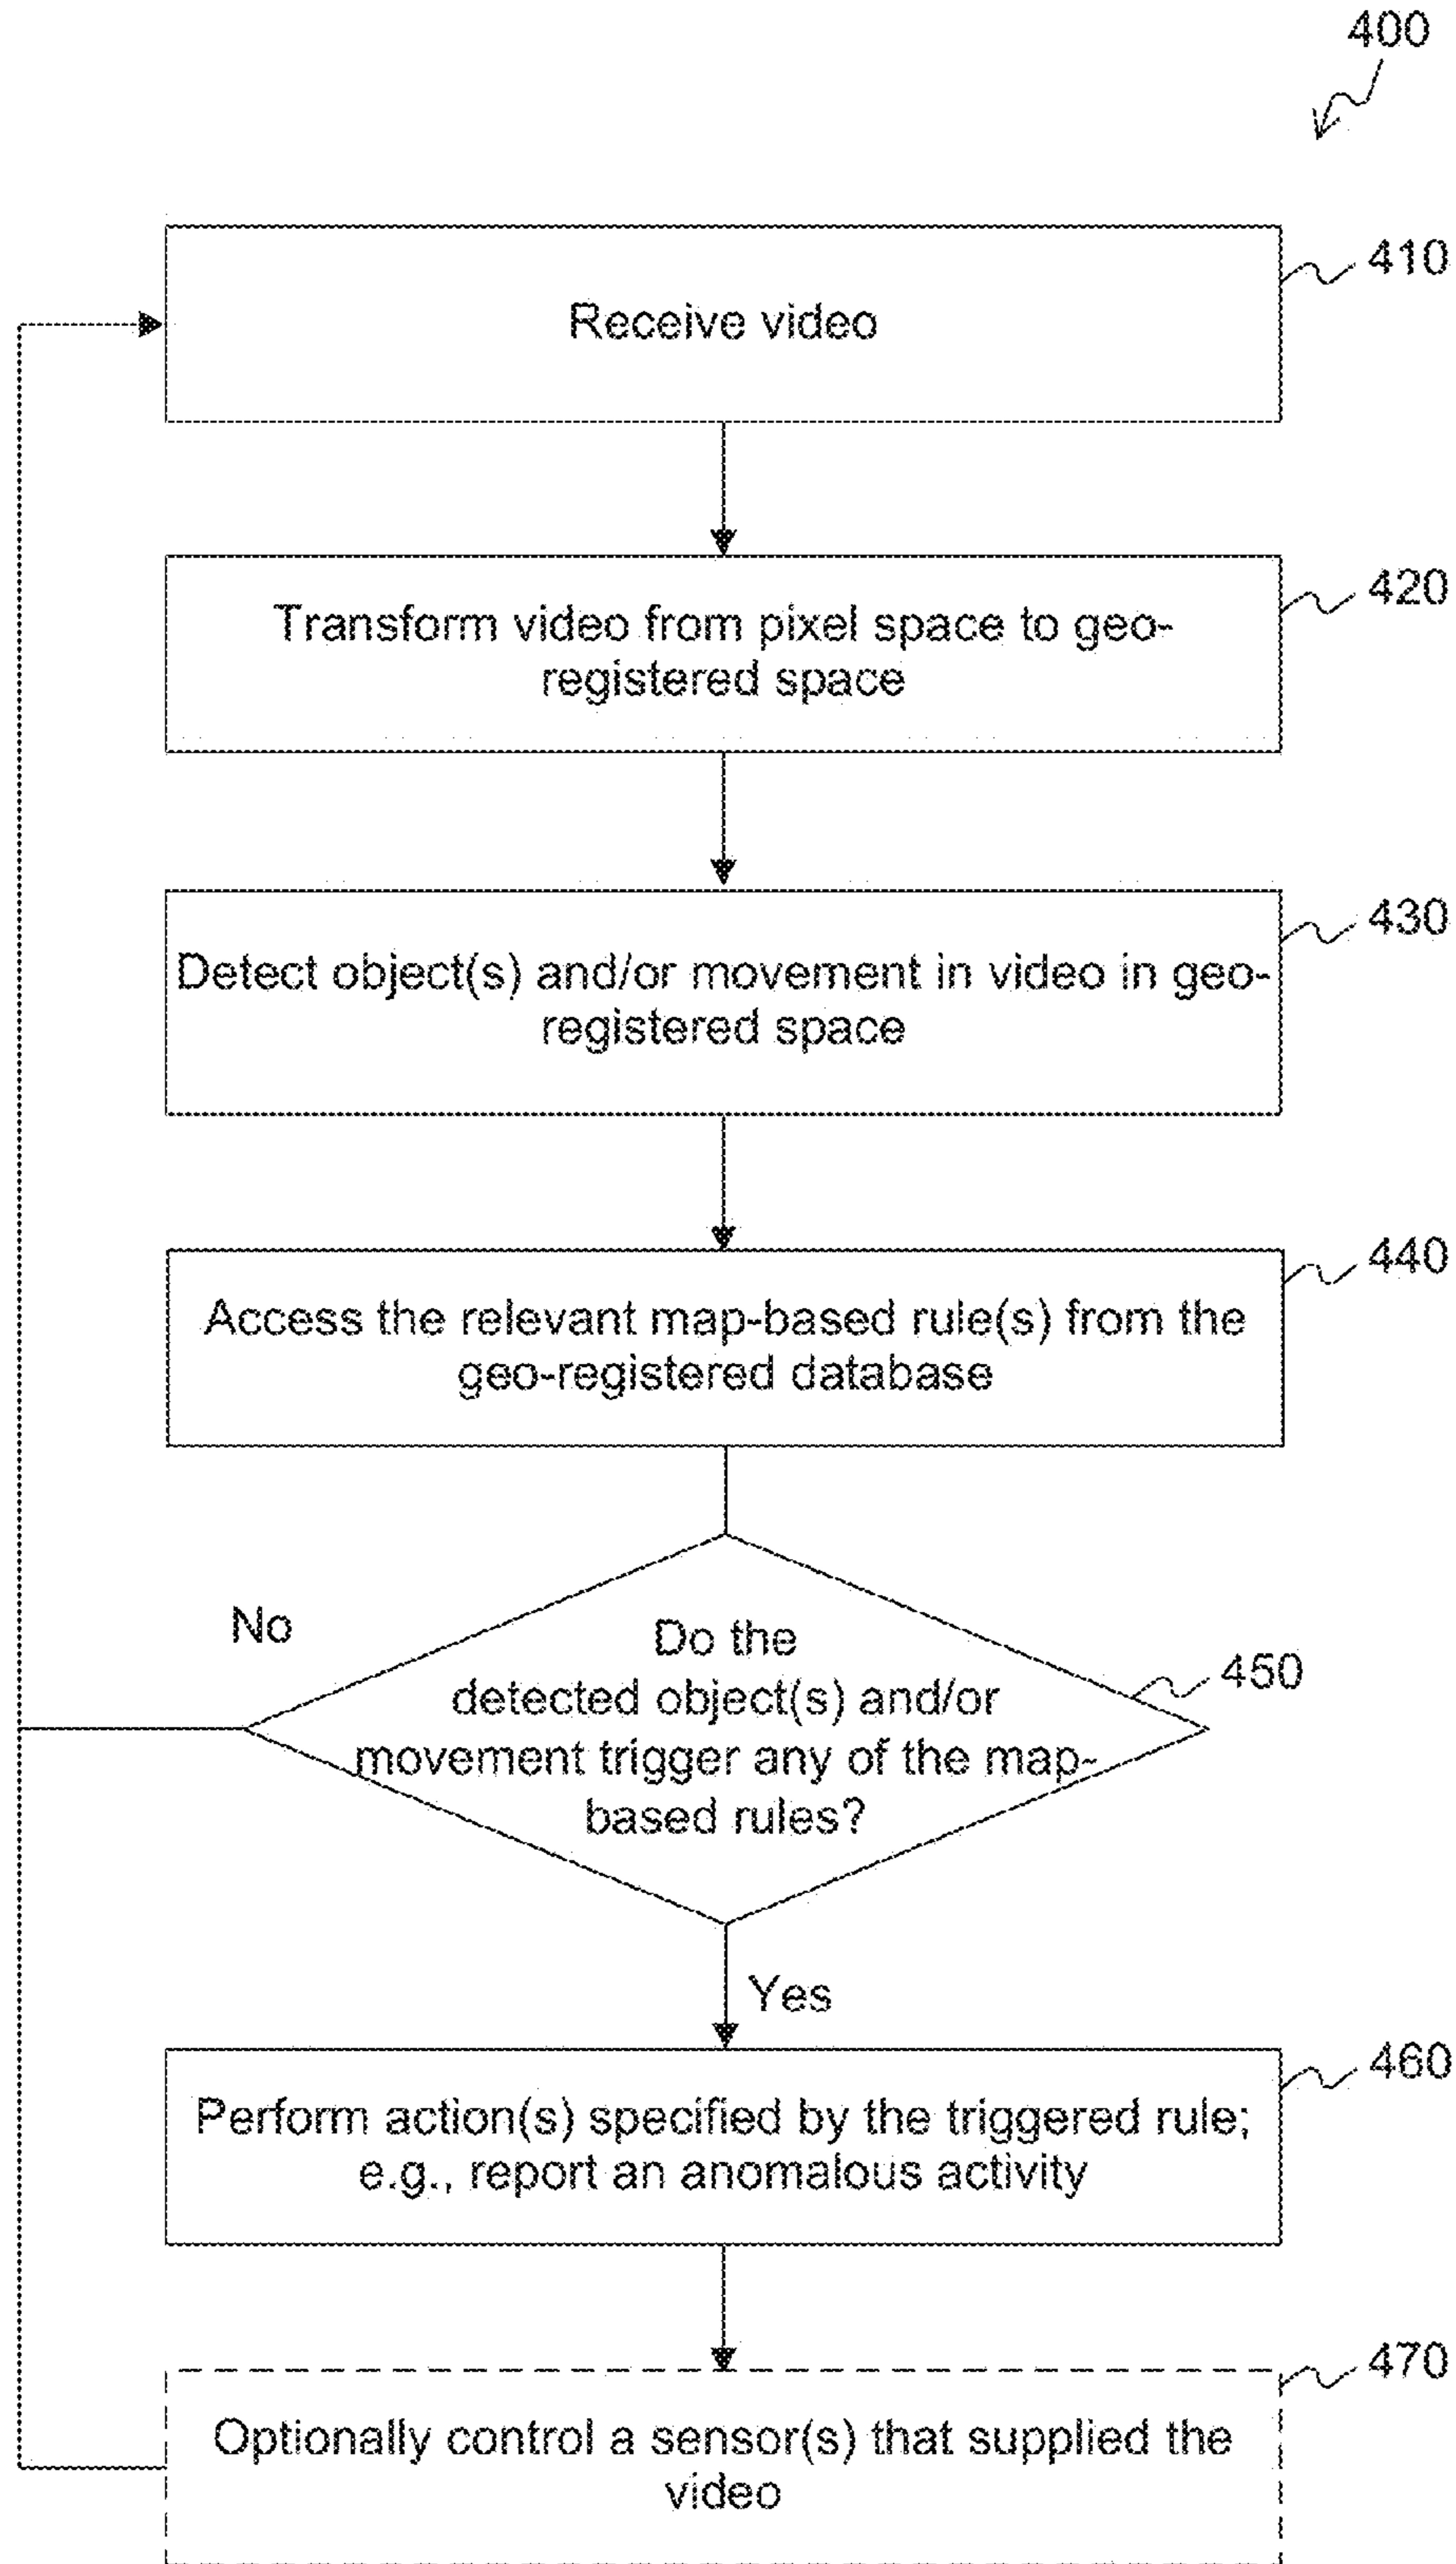 400
Receive video
410
Transform video from pixel space to geo-
registered space
420
Detect object(s) and/or movement in video in geo-
registered space
430
Access the relevant map-based rule(s) from the
geo-registered database
440
No
Do the
detected object(s) and/or
movement trigger any of the map-
based rules?
450
Yes
Perform action(s) specified by the triggered rule;
e.g., report an anomalous activity
460
Optionally control a sensor(s) that supplied the
video
470